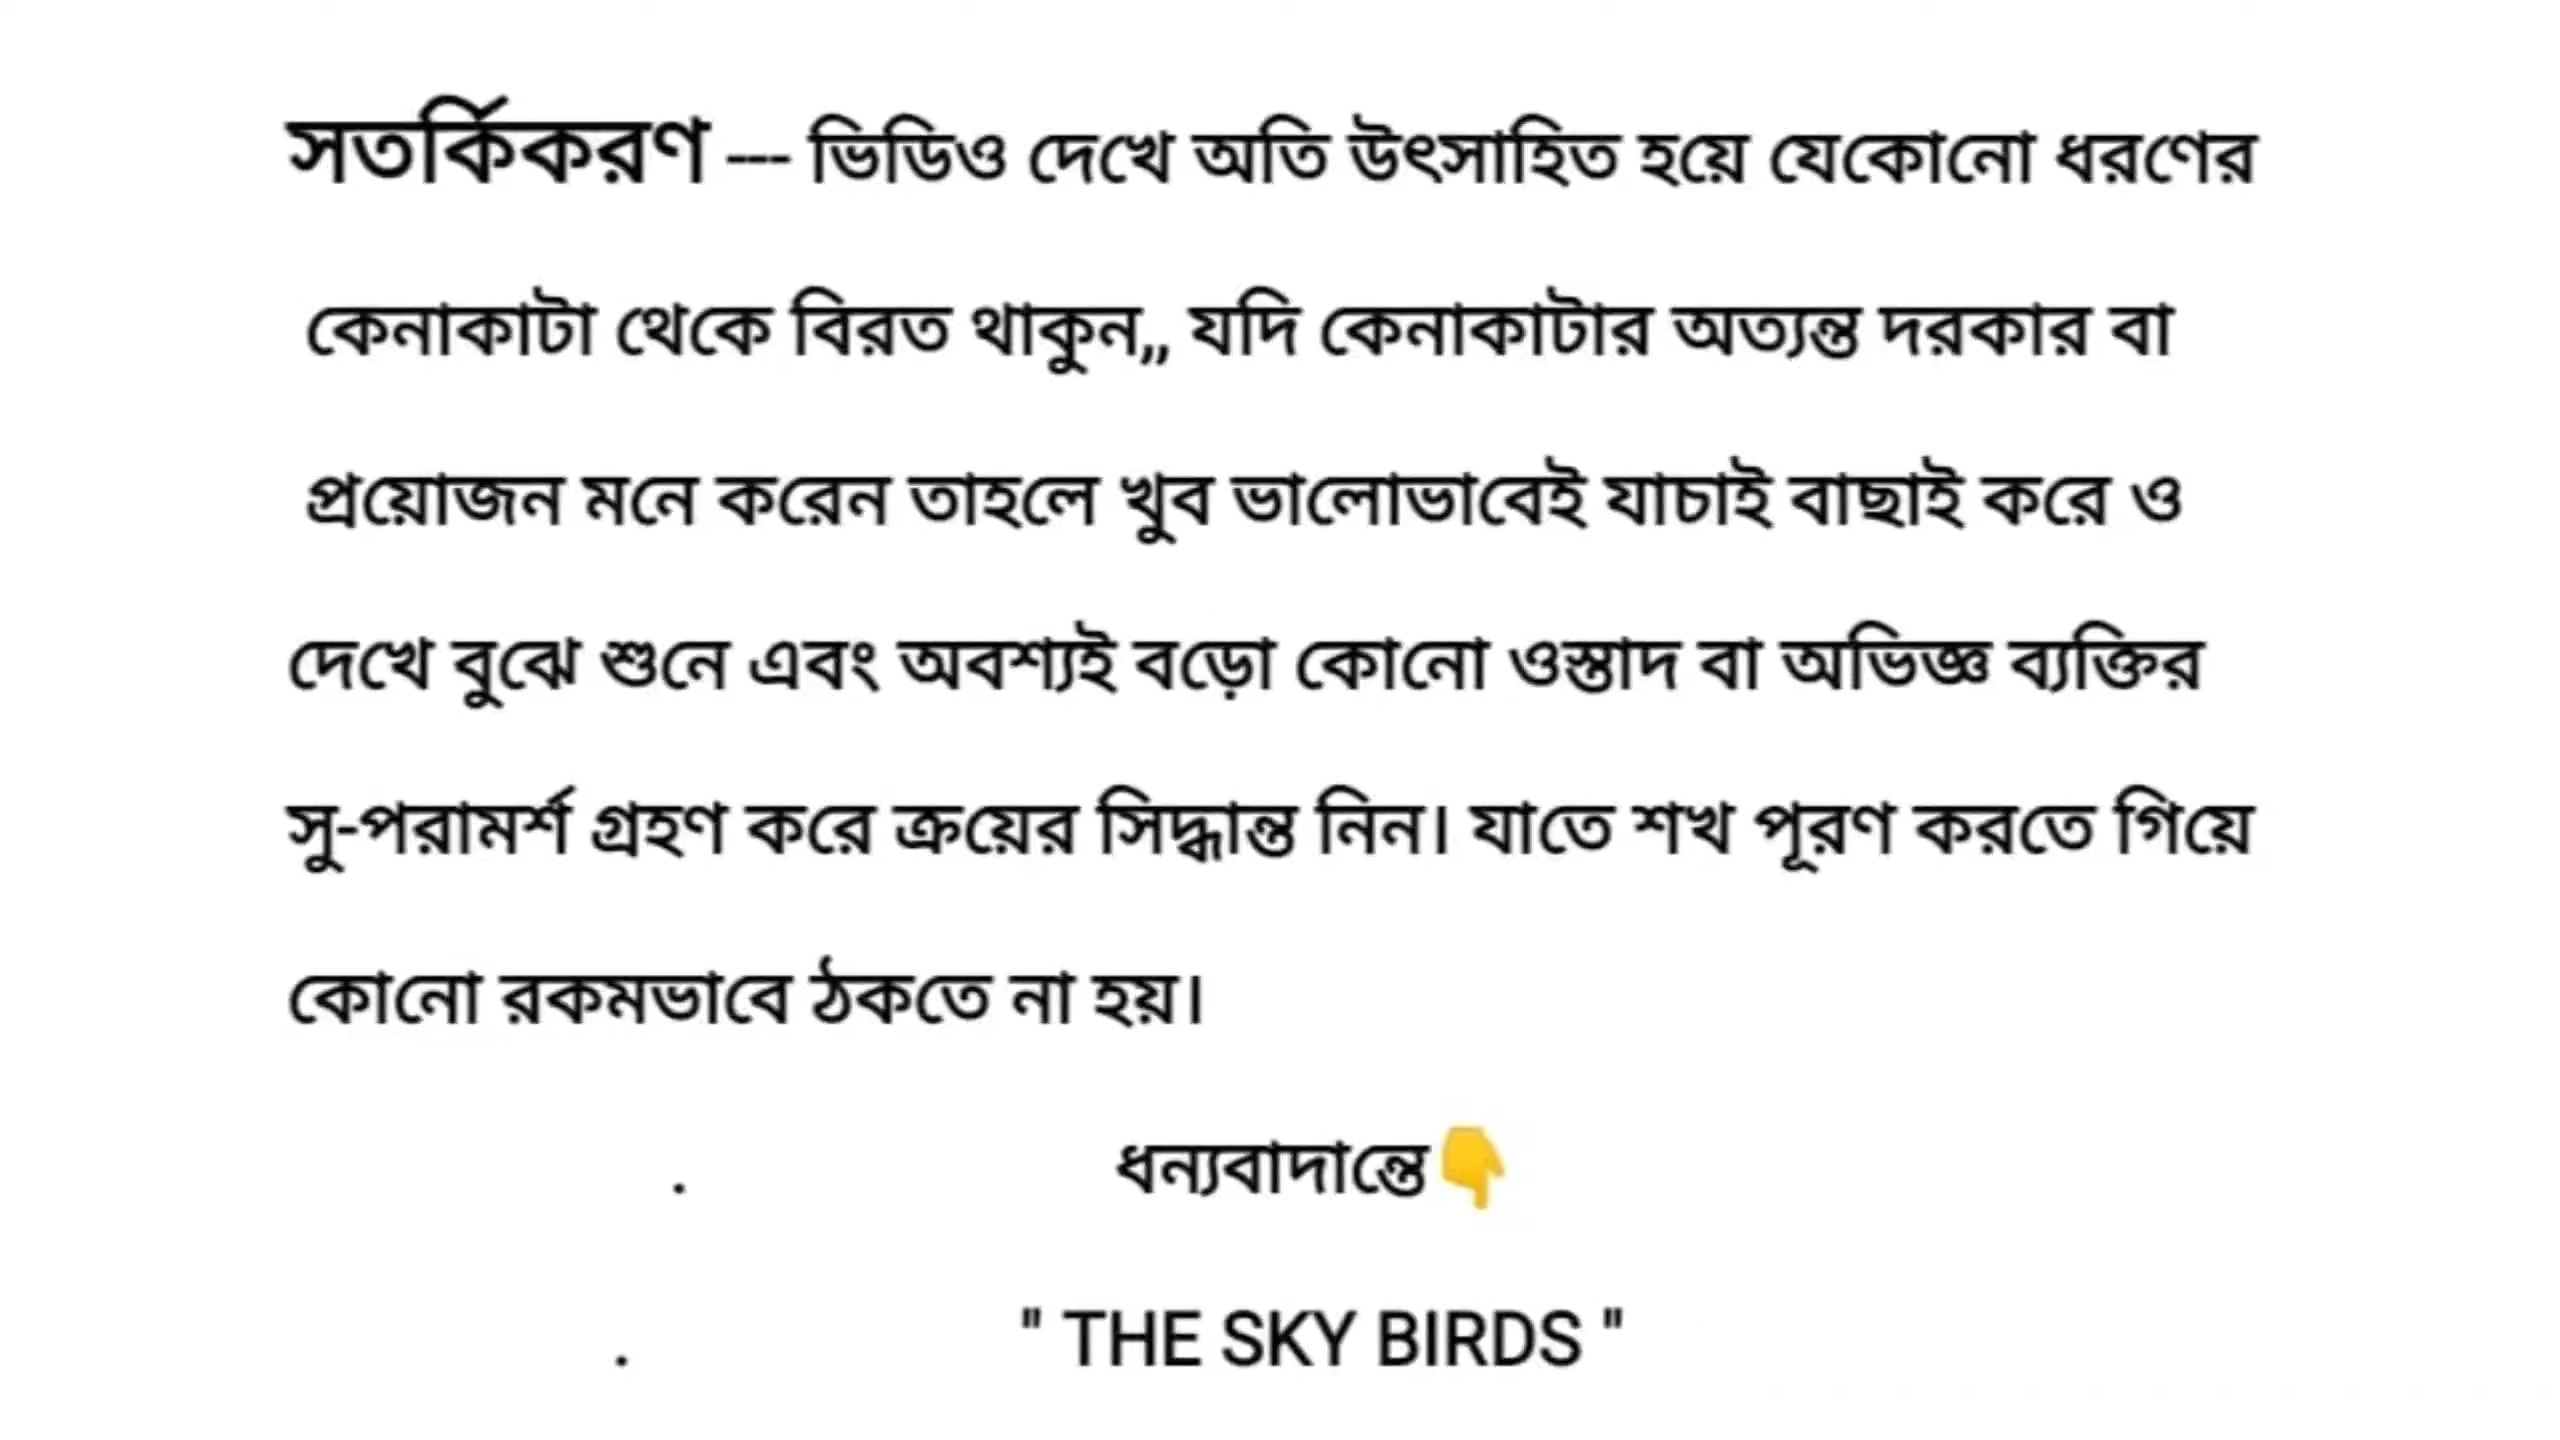 সতর্কিকরণ --- ভিডিও দেখে অতি উৎসাহিত হয়ে যেকোনো ধরণের
কেনাকাটা থেকে বিরত থাকুন,, যদি কেনাকাটার অত্যন্ত দরকার বা
প্রয়োজন মনে করেন তাহলে খুব ভালোভাবেই যাচাই বাছাই করে ও
দেখে বুঝে শুনে এবং অবশ্যই বড়ো কোনো ওস্তাদ বা অভিজ্ঞ ব্যক্তির
সু-পরামর্শ গ্রহণ করে ক্রয়ের সিদ্ধান্ত নিন। যাতে শখ পূরণ করতে গিয়ে
কোনো রকমভাবে ঠকতে না হয়।
. ধন্যবাদান্তে👇
. " THE SKY BIRDS "